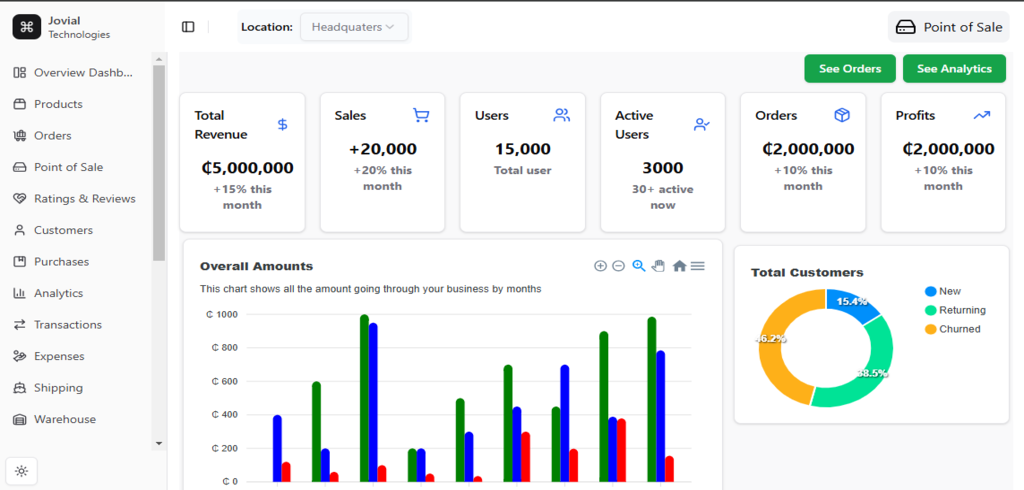 Jovial
Technologies
Location:
Headquaters
Point of Sale
Overview Dashb...
Products
Orders
Point of Sale
Ratings & Reviews
Customers
Purchases
Analytics
Transactions
Expenses
Shipping
Warehouse
See Orders
See Analytics
Total
Revenue
₵5,000,000
+15% this
month
Sales
+20,000
+20% this
month
Users
15,000
Total user
Active
Users
3000
30+ active
now
Orders
₵2,000,000
+10% this
month
Profits
₵2,000,000
+10% this
month
Overall Amounts
This chart shows all the amount going through your business by months
₵ 1000
₵ 800
₵ 600
₵ 400
₵ 200
₵ 0
Total Customers
15.4%
46.2%
38.5%
New
Returning
Churned